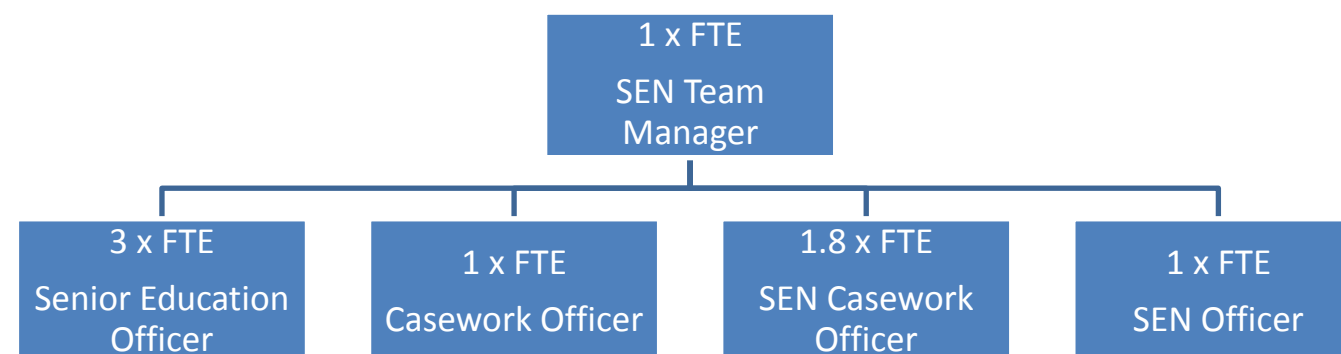 1 x FTE
SEN Team
Manager
3 x FTE
Senior Education
Officer
1 x FTE
Casework Officer
1.8 x FTE
SEN Casework
Officer
1 x FTE
SEN Officer